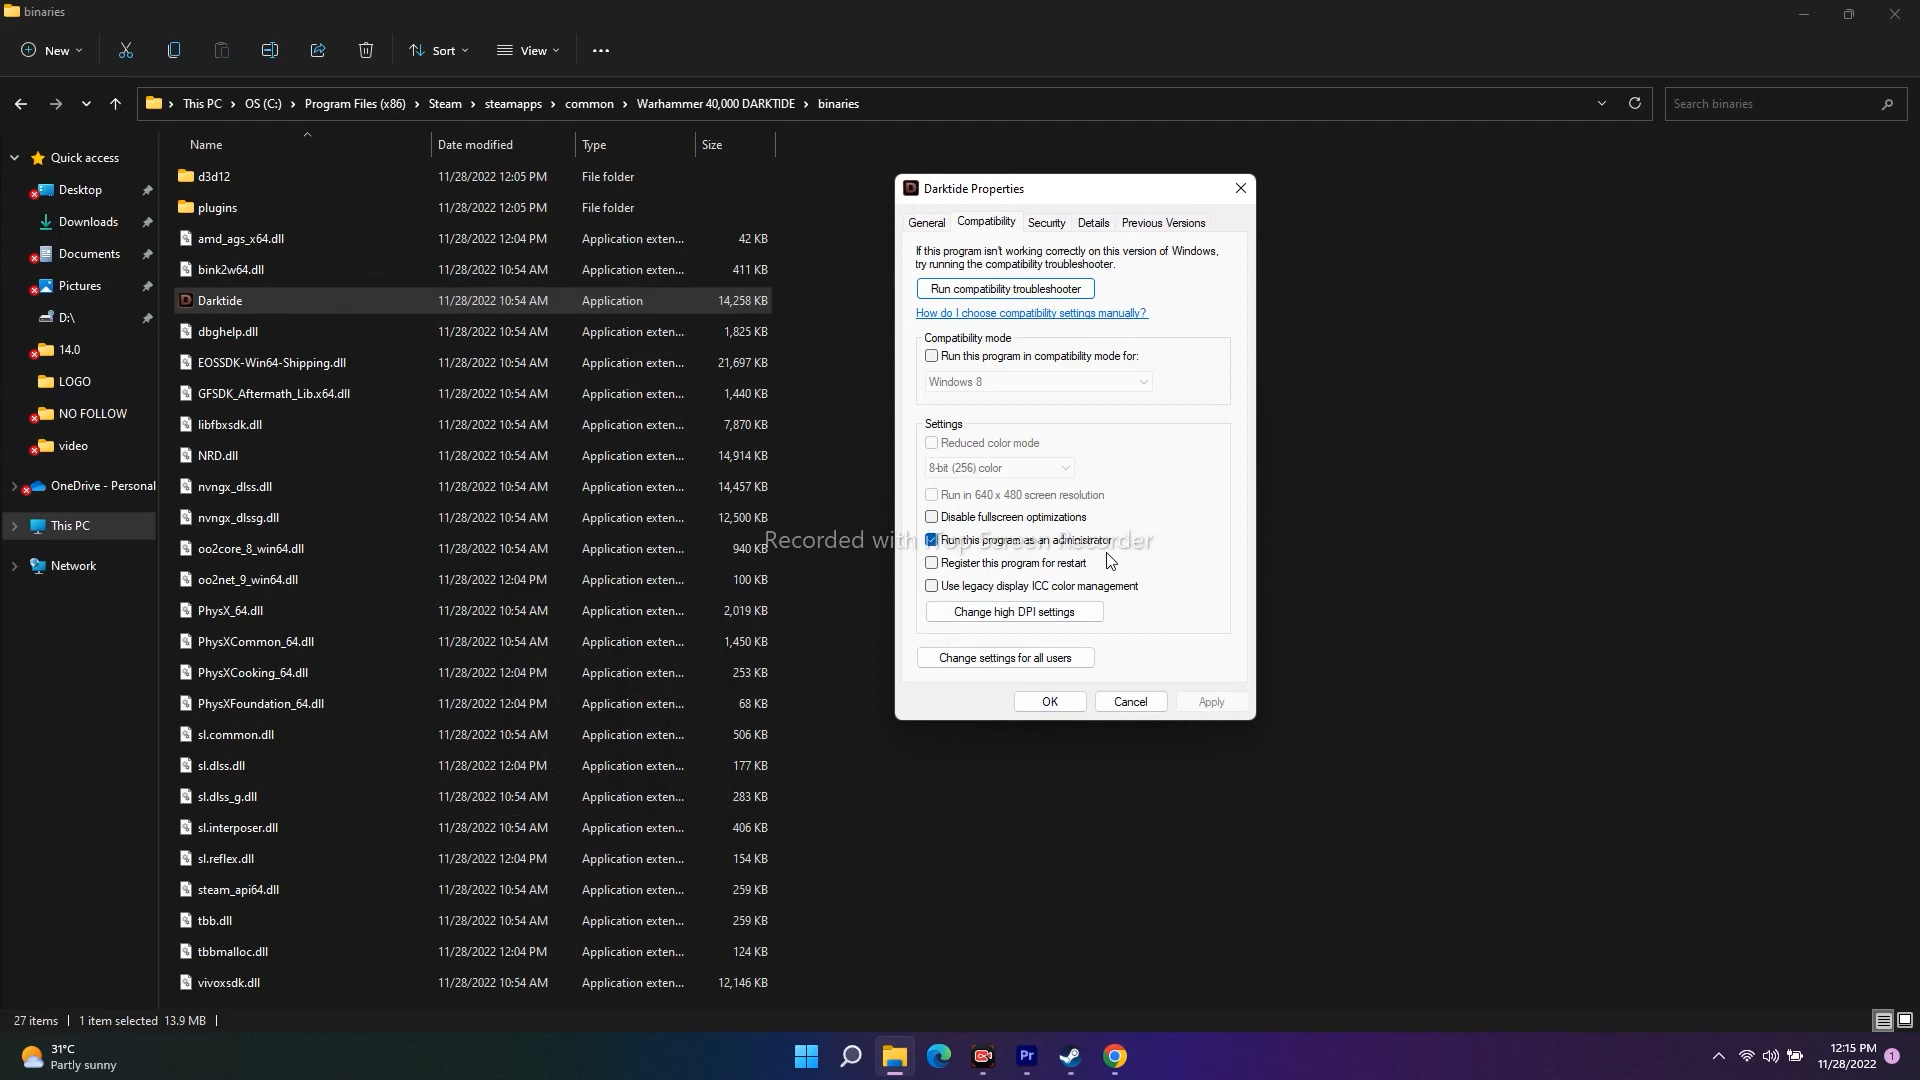 binaries
New
Sort
View
This PC
OS (C:)
Program Files (x86)
Steam
steamapps
common
Warhammer 40,000 DARKTIDE
binaries
Search binaries
Name Date modified Type Size
Quick access
Desktop
Downloads
Documents
Pictures
D:\
14.0
LOGO
NO FOLLOW
video
OneDrive - Personal
This PC
Network
d3d12 11/28/2022 12:05 PM File folder
plugins 11/28/2022 12:05 PM File folder
amd_ags_x64.dll 11/28/2022 12:04 PM Application exten... 42 KB
bink2w64.dll 11/28/2022 10:54 AM Application exten... 411 KB
Darktide 11/28/2022 10:54 AM Application 14,258 KB
dbghelp.dll 11/28/2022 10:54 AM Application exten... 1,825 KB
EOSSDK-Win64-Shipping.dll 11/28/2022 10:54 AM Application exten... 21,697 KB
GFSDK_Aftermath_Lib.x64.dll 11/28/2022 10:54 AM Application exten... 1,440 KB
libfbxsdk.dll 11/28/2022 10:54 AM Application exten... 7,870 KB
NRD.dll 11/28/2022 10:54 AM Application exten... 14,914 KB
nvngx_dlss.dll 11/28/2022 10:54 AM Application exten... 14,457 KB
nvngx_dlssg.dll 11/28/2022 10:54 AM Application exten... 12,500 KB
oo2core_8_win64.dll 11/28/2022 10:54 AM Application exten... 940 KB
oo2net_9_win64.dll 11/28/2022 12:04 PM Application exten... 100 KB
PhysX_64.dll 11/28/2022 10:54 AM Application exten... 2,019 KB
PhysXCommon_64.dll 11/28/2022 10:54 AM Application exten... 1,450 KB
PhysXCooking_64.dll 11/28/2022 12:04 PM Application exten... 253 KB
PhysXFoundation_64.dll 11/28/2022 12:04 PM Application exten... 68 KB
sl.common.dll 11/28/2022 10:54 AM Application exten... 506 KB
sl.dlss.dll 11/28/2022 12:04 PM Application exten... 177 KB
sl.dlss_g.dll 11/28/2022 10:54 AM Application exten... 283 KB
sl.interposer.dll 11/28/2022 10:54 AM Application exten... 406 KB
sl.reflex.dll 11/28/2022 12:04 PM Application exten... 154 KB
steam_api64.dll 11/28/2022 10:54 AM Application exten... 259 KB
tbb.dll 11/28/2022 10:54 AM Application exten... 259 KB
tbbmalloc.dll 11/28/2022 12:04 PM Application exten... 124 KB
vivoxsdk.dll 11/28/2022 10:54 AM Application exten... 12,146 KB
Darktide Properties
General Compatibility Security Details Previous Versions
If this program isn't working correctly on this version of Windows,
try running the compatibility troubleshooter.
Run compatibility troubleshooter
How do I choose compatibility settings manually?
Compatibility mode
Run this program in compatibility mode for:
Windows 8
Settings
Reduced color mode
8-bit (256) color
Run in 640 x 480 screen resolution
Disable fullscreen optimizations
Run this program as an administrator
Recorded with iTop Screen Recorder
Register this program for restart
Use legacy display ICC color management
Change high DPI settings
Change settings for all users
OK Cancel Apply
27 items 1 item selected 13.9 MB
31°C
Partly sunny
Pr
12:15 PM
11/28/2022
1